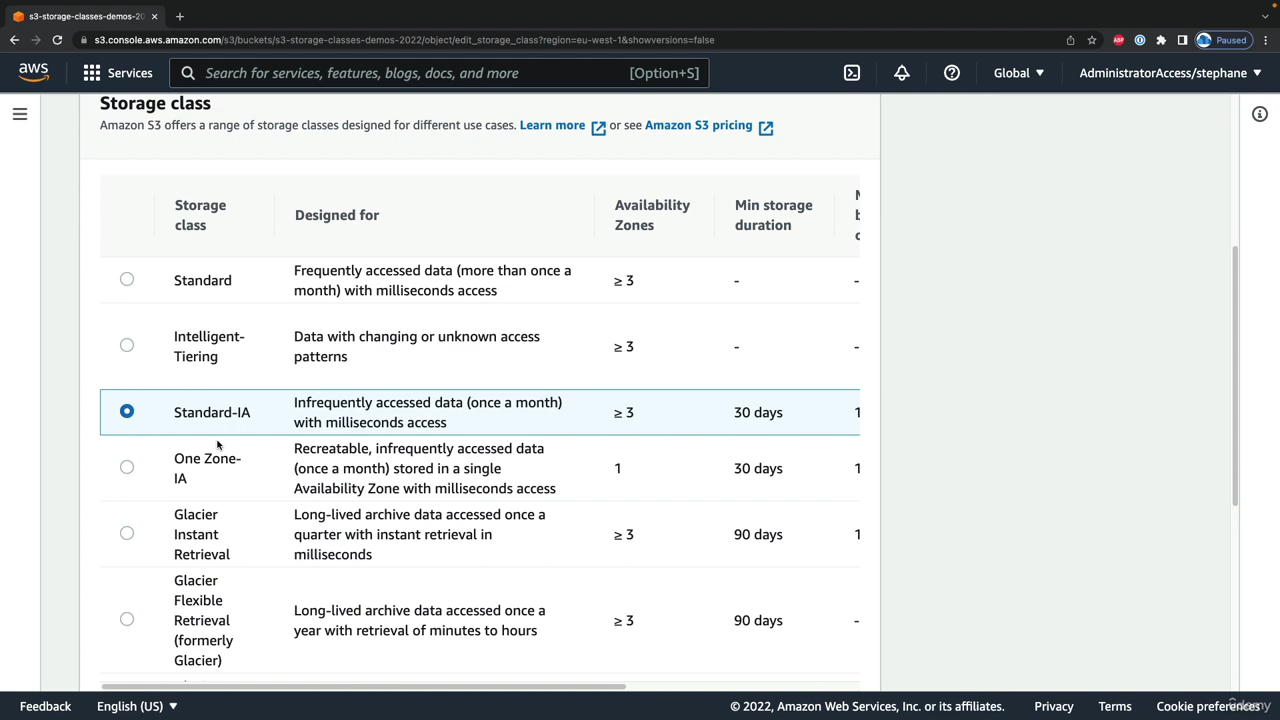 s3-storage-classes-demos-20
s3.console.aws.amazon.com/s3/buckets/s3-storage-classes-demos-2022/object/edit_storage_class?region=eu-west-1&showversions=false
ABP
Paused
aws
Services
Search for services, features, blogs, docs, and more
[Option+S]
Global
AdministratorAccess/stephane
Storage class
Amazon S3 offers a range of storage classes designed for different use cases. Learn more or see Amazon S3 pricing
Storage
class
Designed for
Availability
Zones
Min storage
duration
Standard
Frequently accessed data (more than once a
month) with milliseconds access
≥ 3
-
-
Intelligent-
Tiering
Data with changing or unknown access
patterns
≥ 3
-
-
Standard-IA
Infrequently accessed data (once a month)
with milliseconds access
≥ 3
30 days
1
One Zone-
IA
Recreatable, infrequently accessed data
(once a month) stored in a single
Availability Zone with milliseconds access
1
30 days
1
Glacier
Instant
Retrieval
Long-lived archive data accessed once a
quarter with instant retrieval in
milliseconds
≥ 3
90 days
1
Glacier
Flexible
Retrieval
(formerly
Glacier)
Long-lived archive data accessed once a
year with retrieval of minutes to hours
≥ 3
90 days
-
Feedback
English (US)
© 2022, Amazon Web Services, Inc. or its affiliates.
Privacy
Terms
Cookie preferences
Udemy